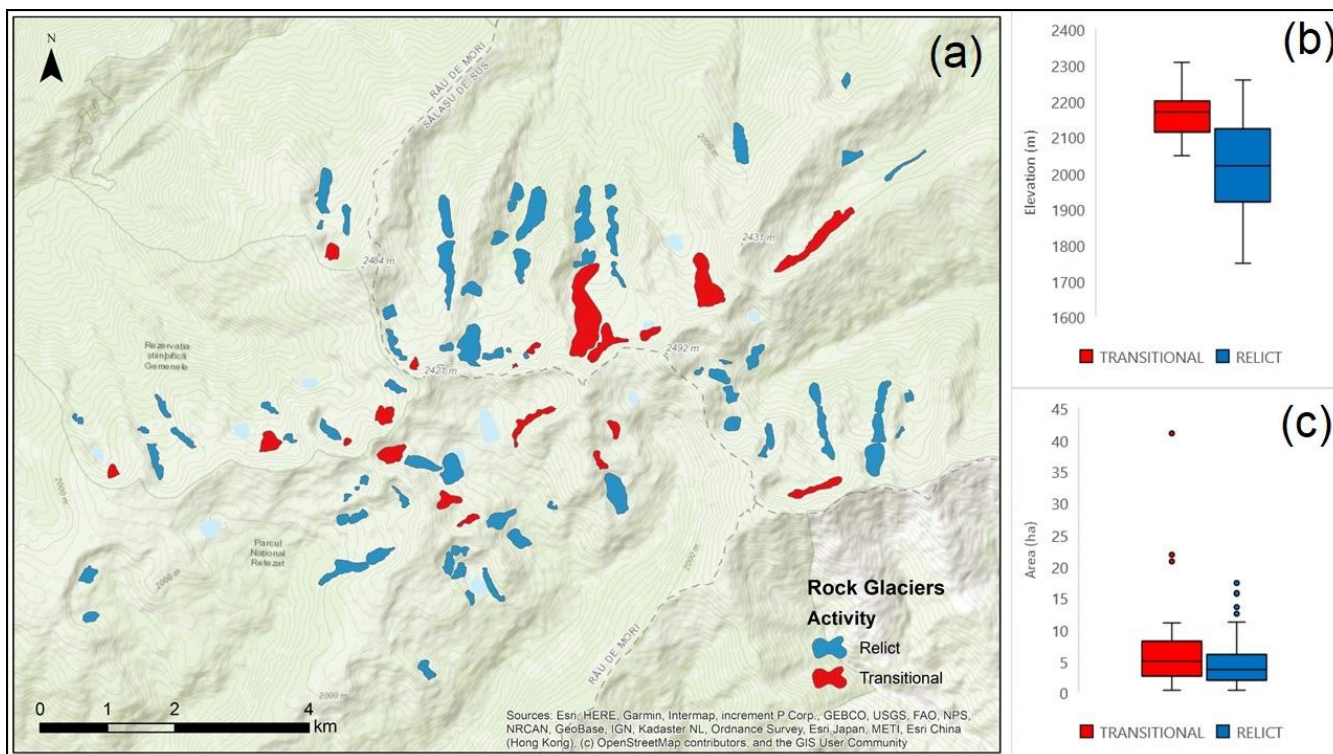 N
(a)
RÂU DE MORI
SĂLAȘU DE SUS
2000 m
2431 m
2484 m
2492 m
2421 m
Rezervația
științifică
Gemenele
2000 m
Parcul
Național
Retezat
2000 m
2000 m
RÂU DE MORI
2000 m
Rock Glaciers
Activity
Relict
Transitional
0 1 2 4
km
Sources: Esri, HERE, Garmin, Intermap, increment P Corp., GEBCO, USGS, FAO, NPS,
NRCAN, GeoBase, IGN, Kadaster NL, Ordnance Survey, Esri Japan, METI, Esri China
(Hong Kong), (c) OpenStreetMap contributors, and the GIS User Community
(b)
Elevation (m)
2400
2300
2200
2100
2000
1900
1800
1700
1600
TRANSITIONAL RELICT
(c)
Area (ha)
45
40
35
30
25
20
15
10
5
0
TRANSITIONAL RELICT